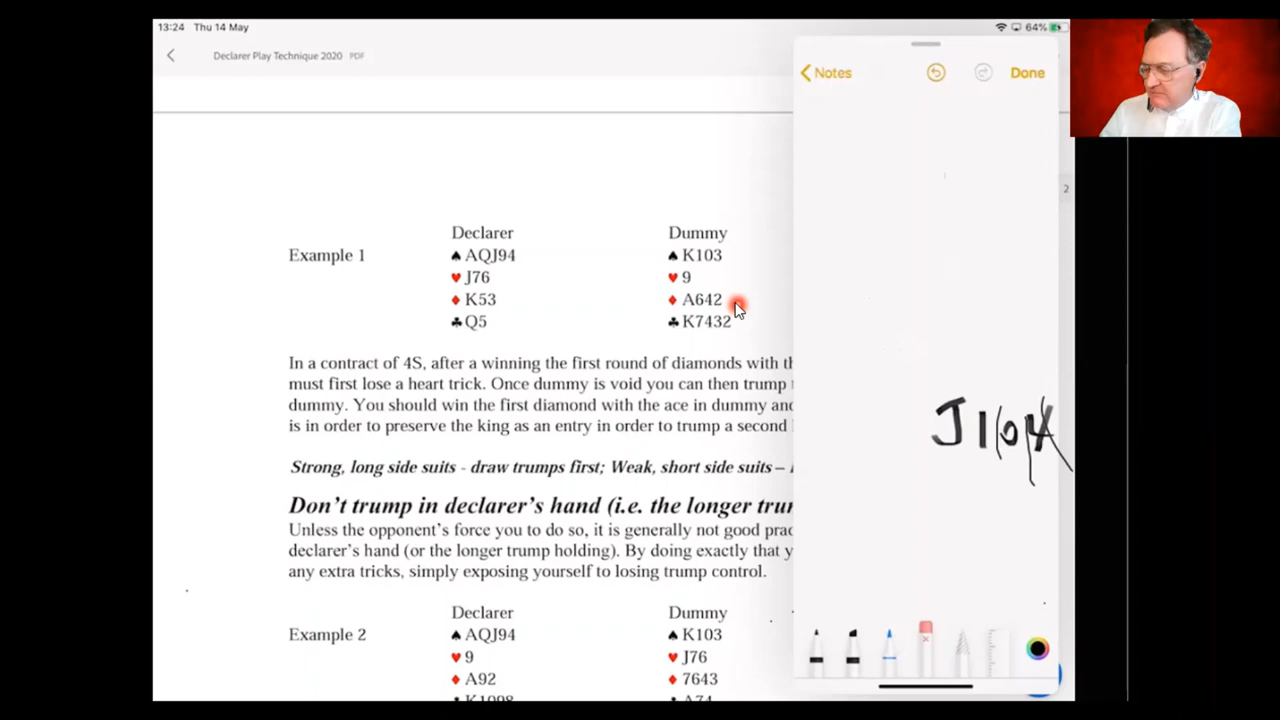 13:24 Thu 14 May
64%
Declarer Play Technique 2020 PDF
Notes
Done
2
Declarer Dummy
Example 1 ♠ AQJ94 ♠ K103
♥ J76 ♥ 9
♦ K53 ♦ A642
♣ Q5 ♣ K7432
In a contract of 4S, after a winning the first round of diamonds with th
must first lose a heart trick. Once dummy is void you can then trump
dummy. You should win the first diamond with the ace in dummy and
is in order to preserve the king as an entry in order to trump a second
Strong, long side suits - draw trumps first; Weak, short side suits –
Don't trump in declarer's hand (i.e. the longer trun
Unless the opponent's force you to do so, it is generally not good prac
declarer's hand (or the longer trump holding). By doing exactly that y
any extra tricks, simply exposing yourself to losing trump control.
Declarer Dummy
Example 2 ♠ AQJ94 ♠ K103
♥ 9 ♥ J76
♦ A92 ♦ 7643
♣ K1098 ♣ A74
J10